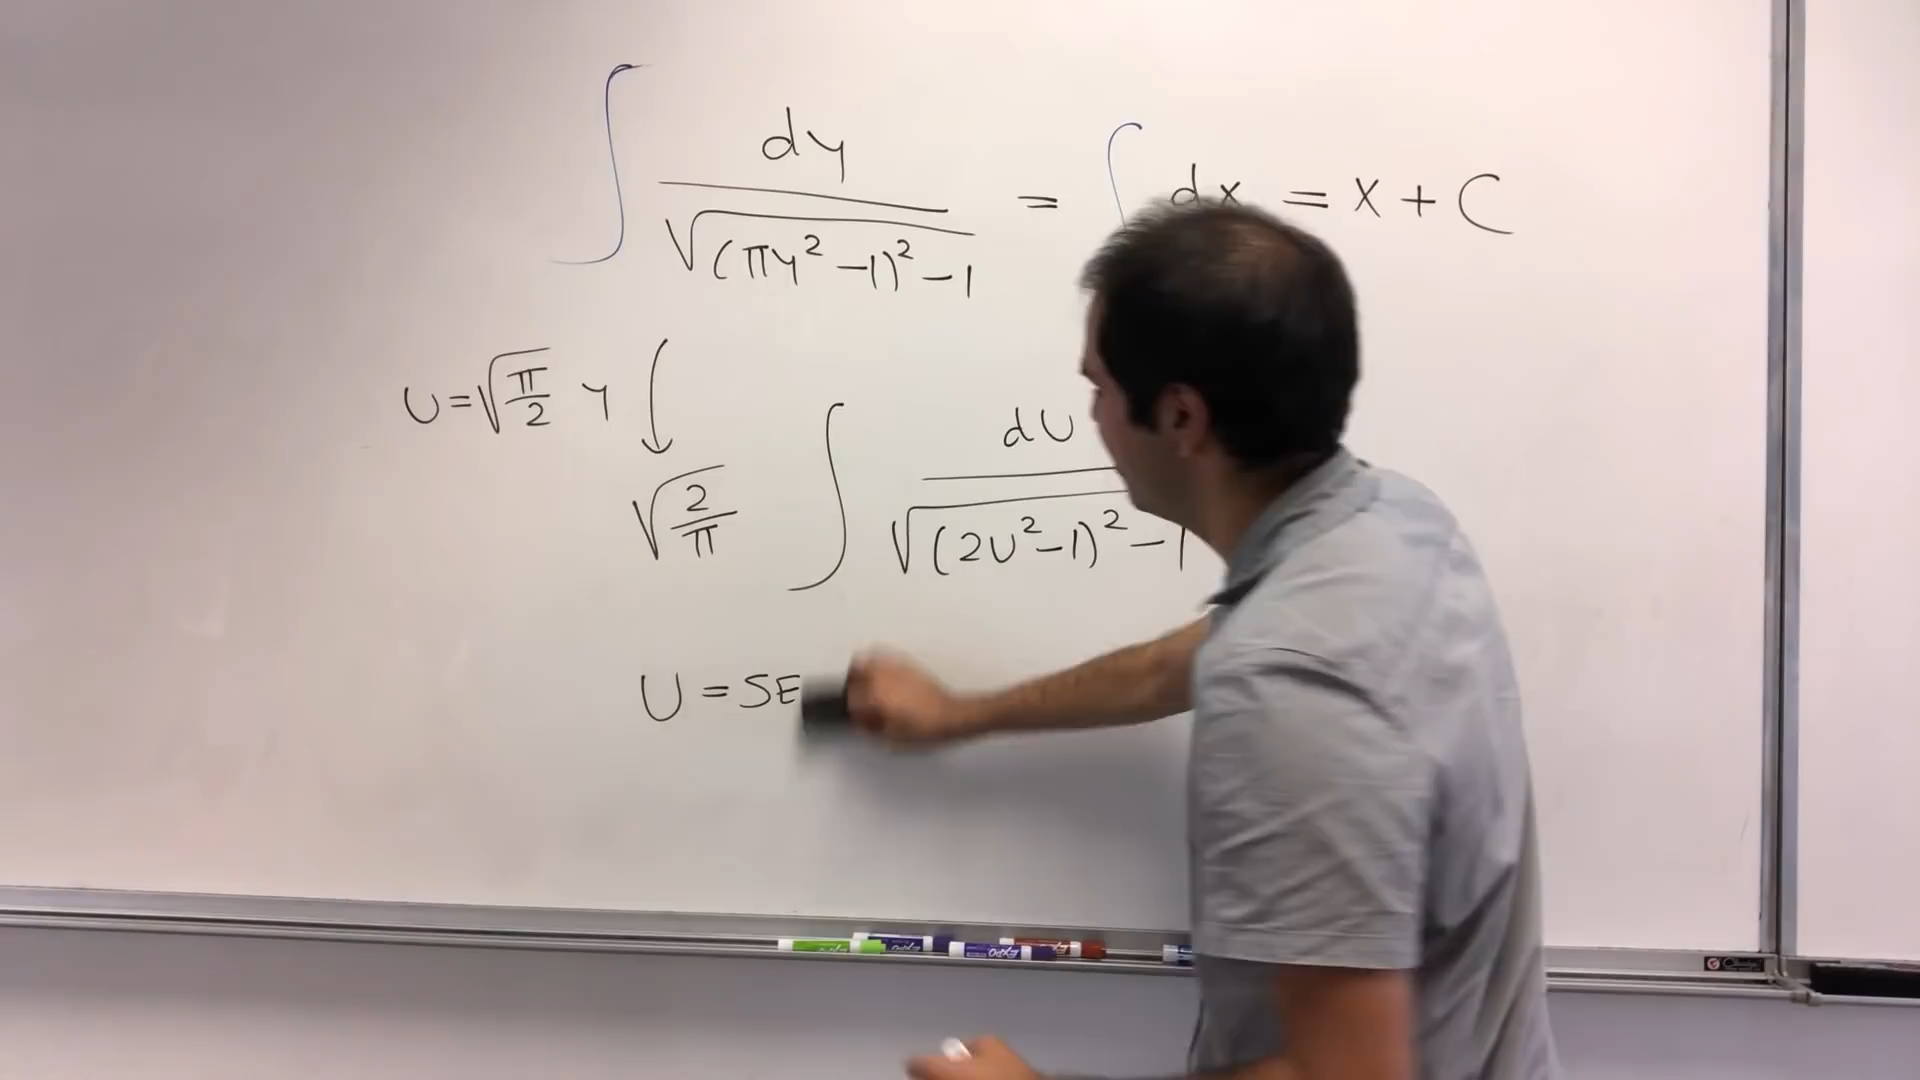 ∫ dy / √((πy² − 1)² − 1) = ∫ dx = x + C
U = √(π/2) y
√(2/π) ∫ dU / √((2U² − 1)² − 1
U = SE